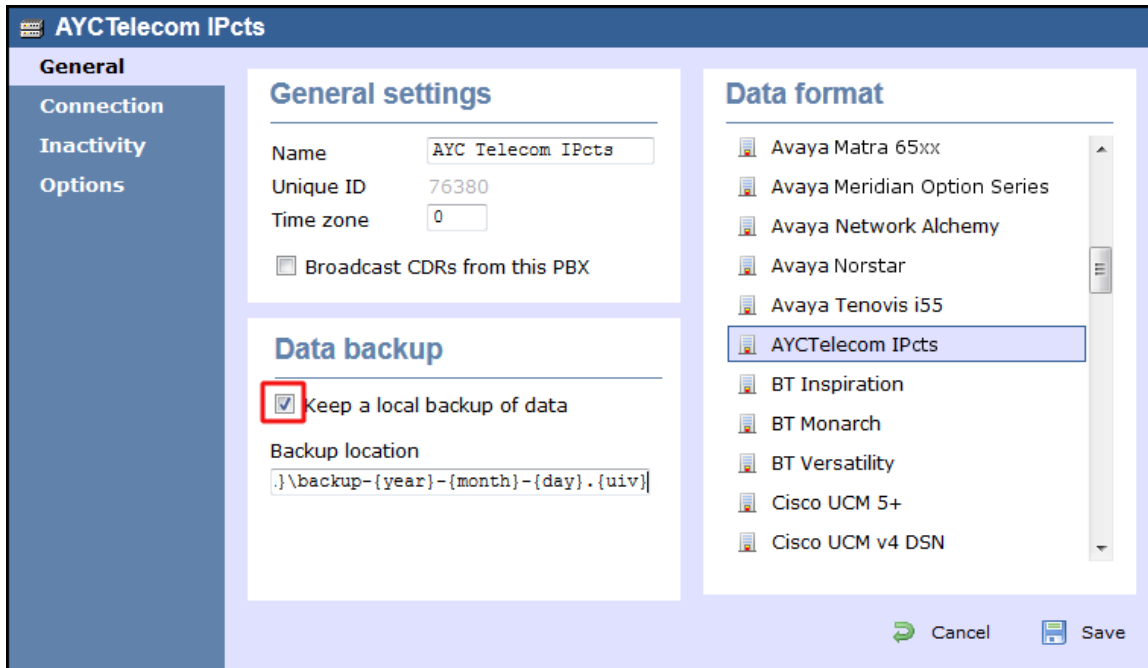 AYCTelecom IPcts
General
Connection
Inactivity
Options
General settings
Name AYC Telecom IPcts
Unique ID 76380
Time zone 0
Broadcast CDRs from this PBX
Data backup
Keep a local backup of data
Backup location
.}\backup-{year}-{month}-{day}.{uiv}
Data format
Avaya Matra 65xx
Avaya Meridian Option Series
Avaya Network Alchemy
Avaya Norstar
Avaya Tenovis i55
AYCTelecom IPcts
BT Inspiration
BT Monarch
BT Versatility
Cisco UCM 5+
Cisco UCM v4 DSN
Cancel Save